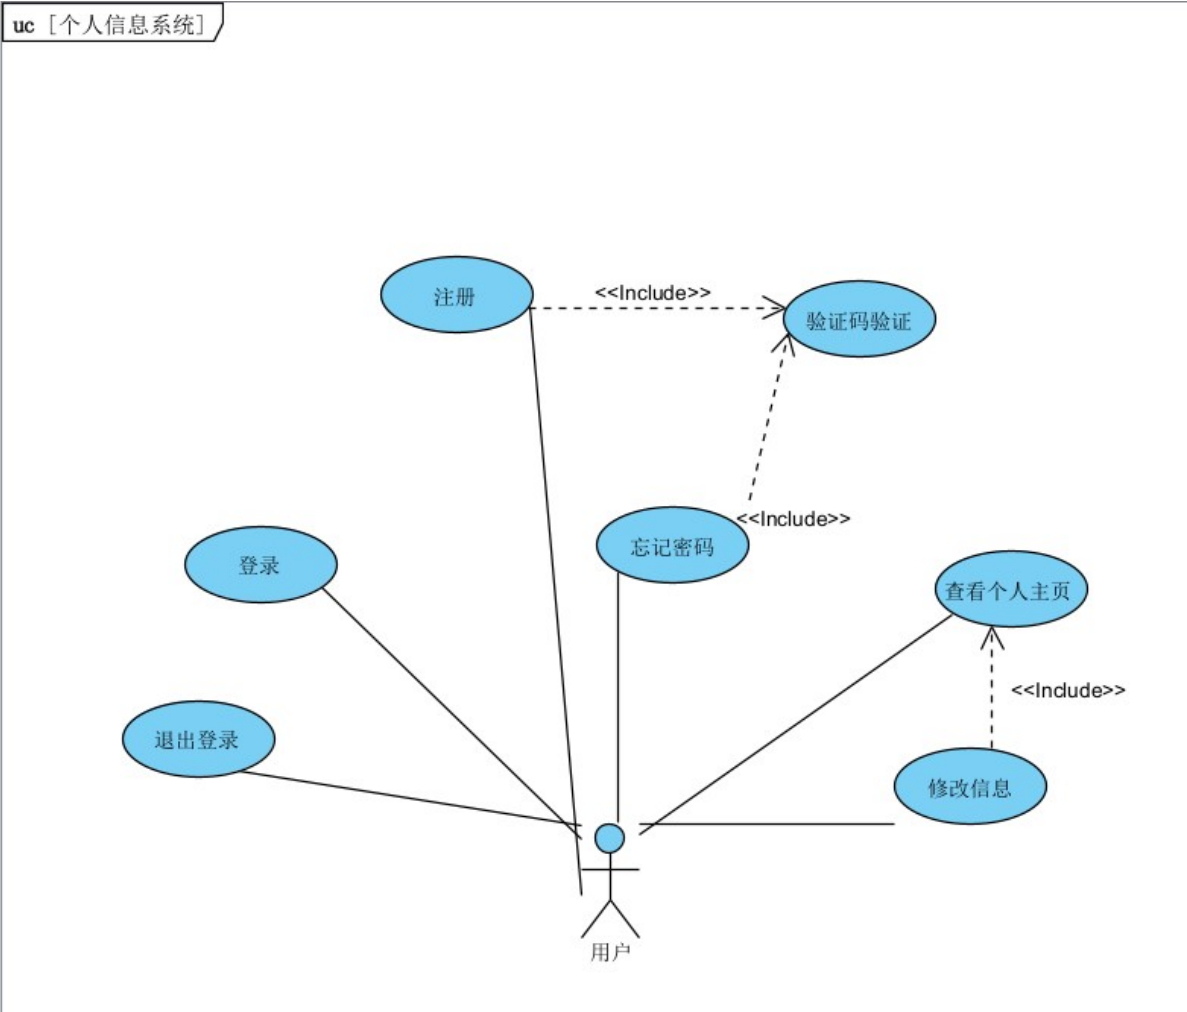 uc [个人信息系统]
注册
<<Include>>
验证码验证
忘记密码
<<Include>>
登录
查看个人主页
<<Include>>
退出登录
修改信息
用户